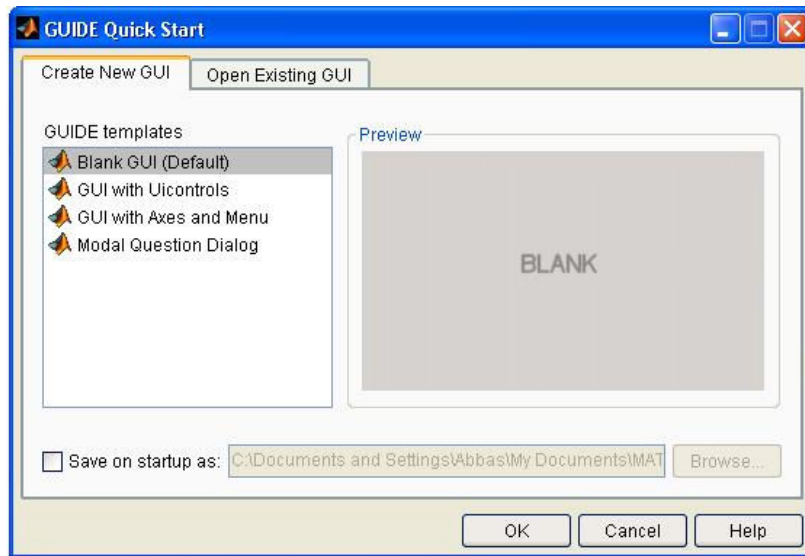 GUIDE Quick Start
Create New GUI
Open Existing GUI
GUIDE templates
Blank GUI (Default)
GUI with Uicontrols
GUI with Axes and Menu
Modal Question Dialog
Preview
BLANK
Save on startup as:
C:\Documents and Settings\Abbas\My Documents\MAT
Browse...
OK
Cancel
Help